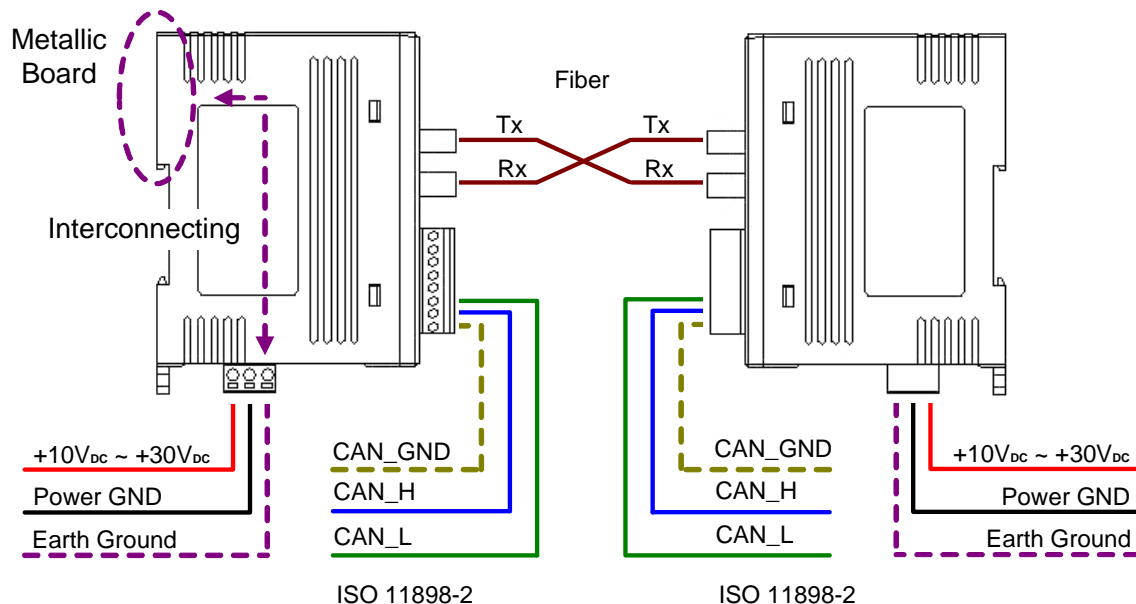 Metallic
Board
Fiber
Tx
Tx
Rx
Rx
Interconnecting
+10VDC ~ +30VDC
Power GND
Earth Ground
CAN_GND
CAN_H
CAN_L
ISO 11898-2
CAN_GND
CAN_H
CAN_L
ISO 11898-2
+10VDC ~ +30VDC
Power GND
Earth Ground